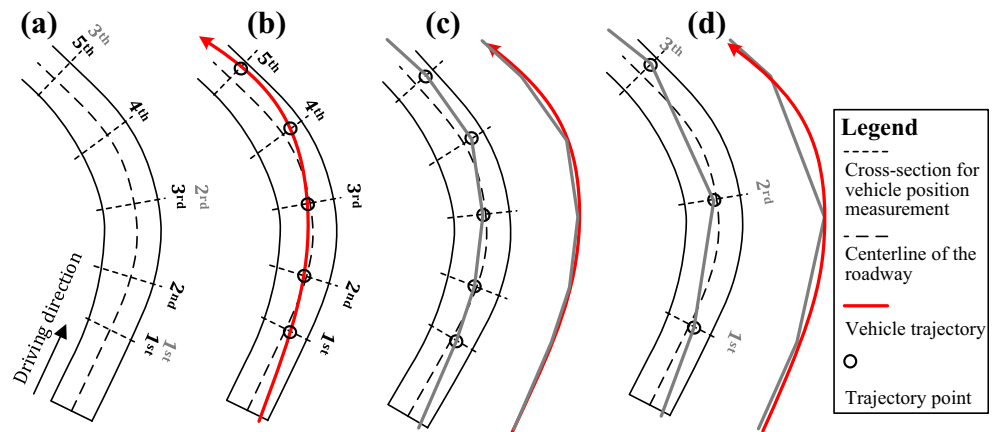 (a)
3th
5th
4th
3rd 2rd
2nd
1st
1st
Driving direction
(b)
5th
4th
3rd
2nd
1st
(c)
(d)
3th
2rd
1st
Legend
Cross-section for
vehicle position
measurement
Centerline of the
roadway
Vehicle trajectory
Trajectory point